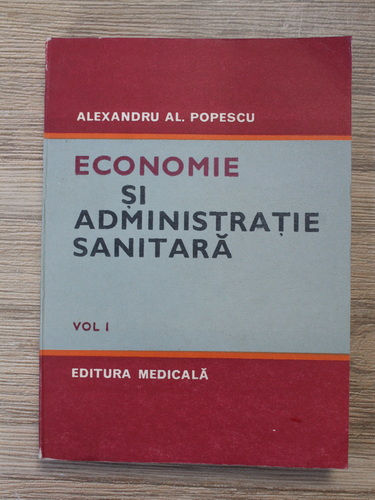 ALEXANDRU AL. POPESCU
ECONOMIE
ȘI
ADMINISTRAȚIE
SANITARĂ
VOL I
EDITURA MEDICALĂ